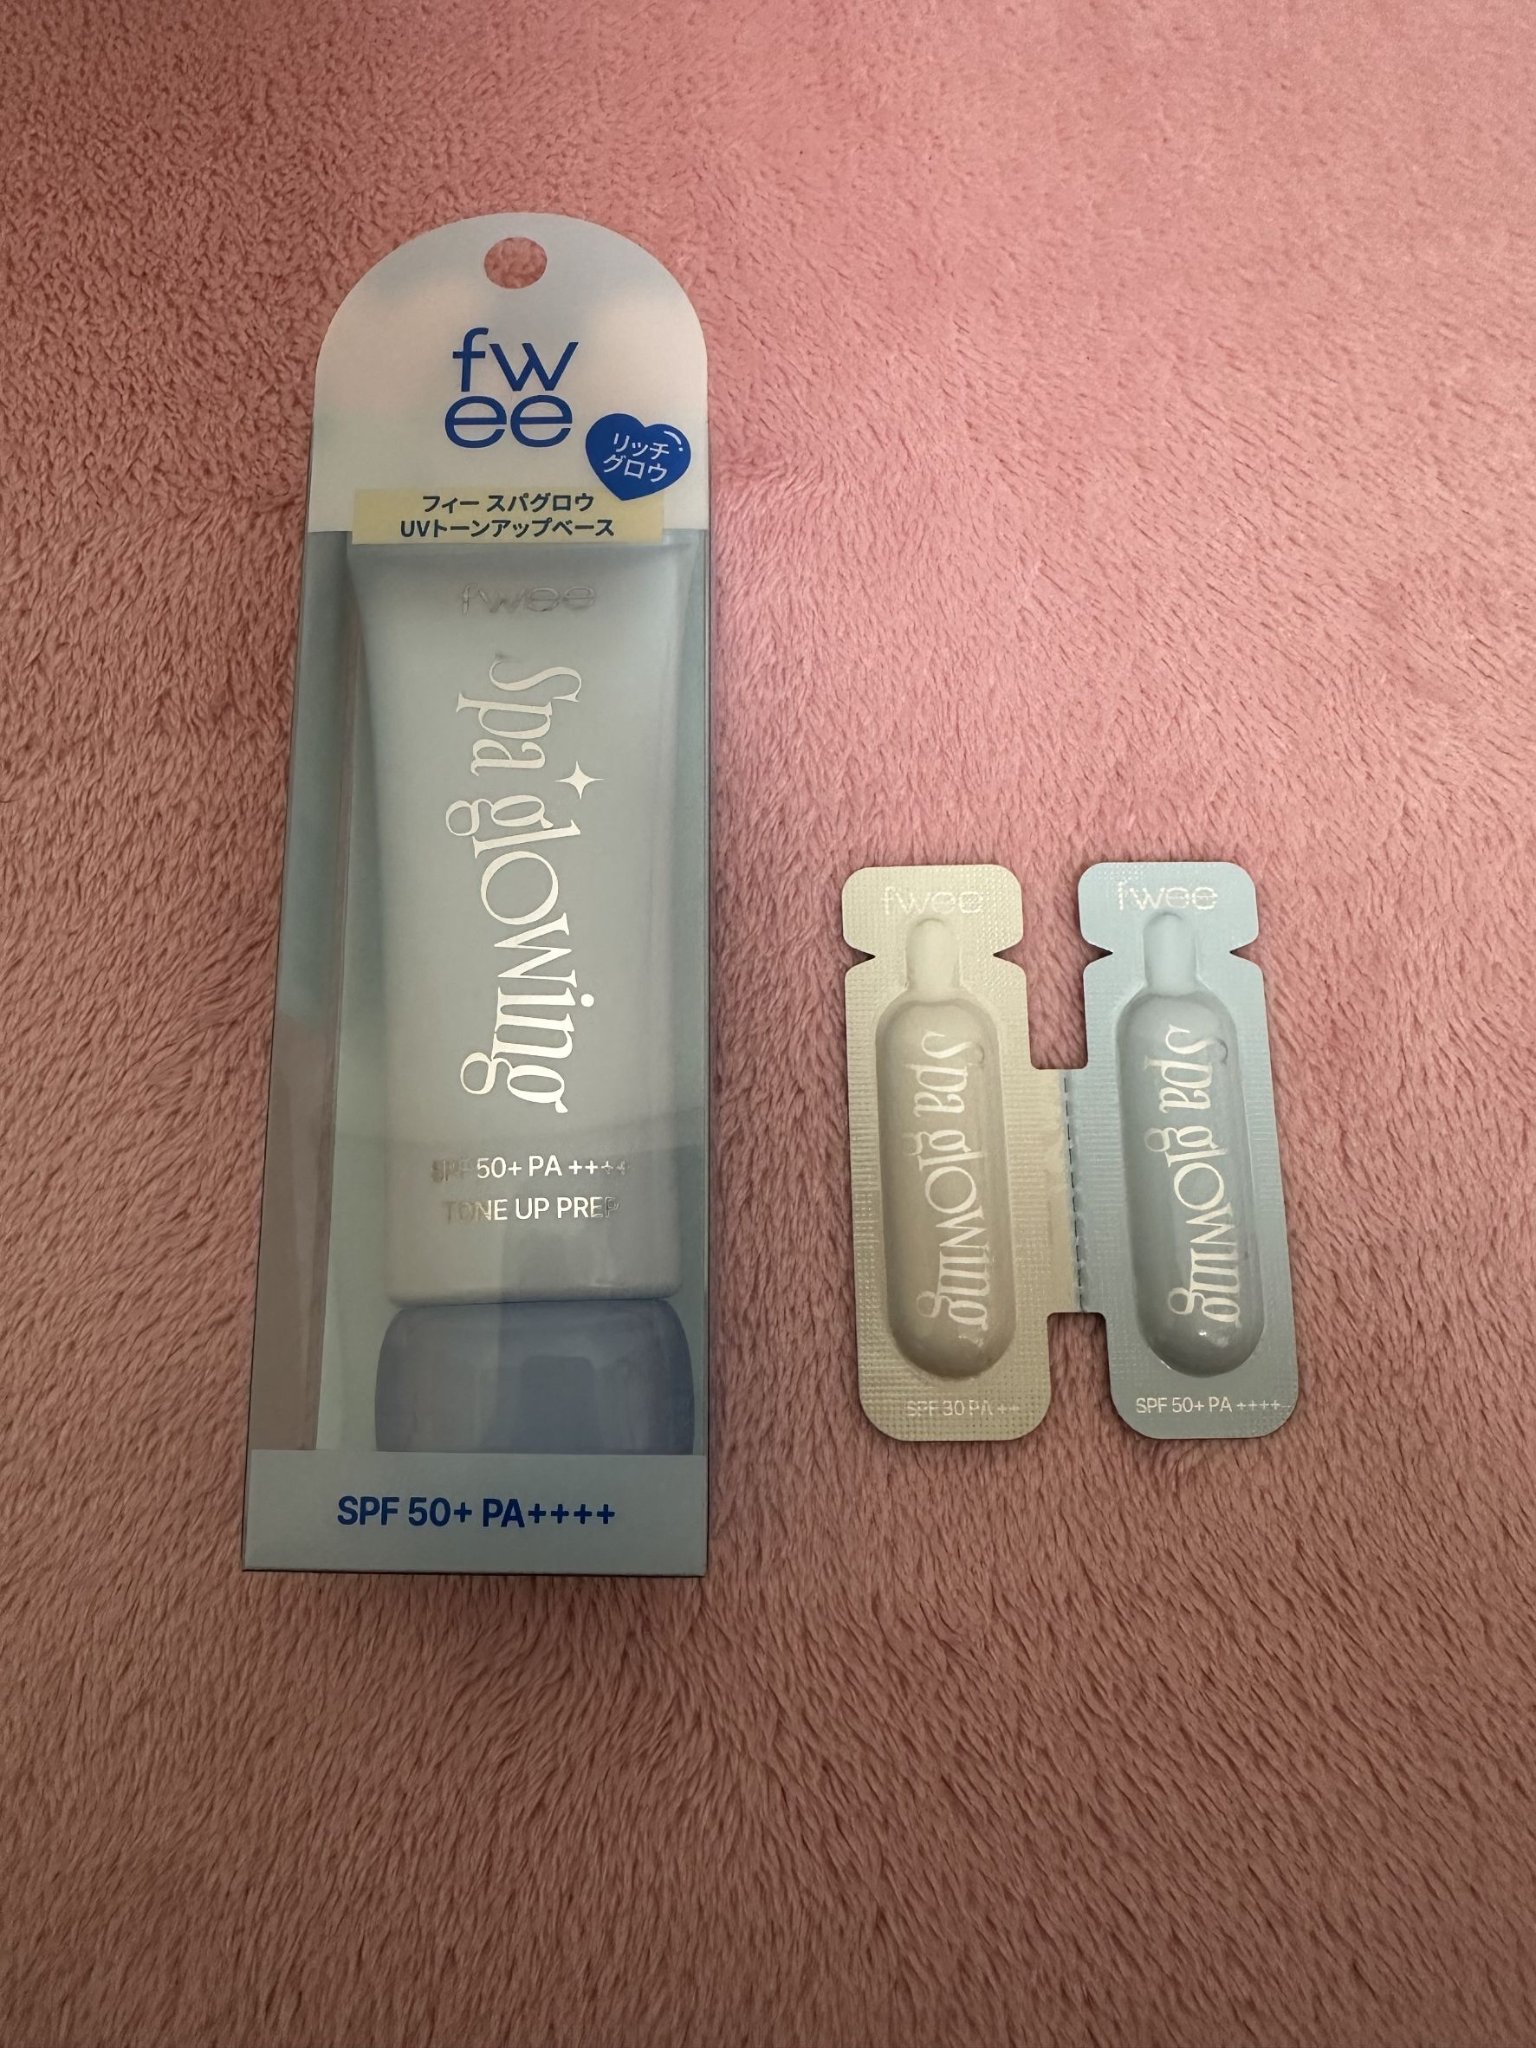 fw
ee
リッチ
グロウ
フィー スパグロウ
UVトーンアップベース
fwee
Spa glowing
SPF 50+ PA ++++
TONE UP PREP
SPF 50+ PA++++
fwee
Spa glowing
SPF 30 PA ++
fwee
Spa glowing
SPF 50+ PA ++++